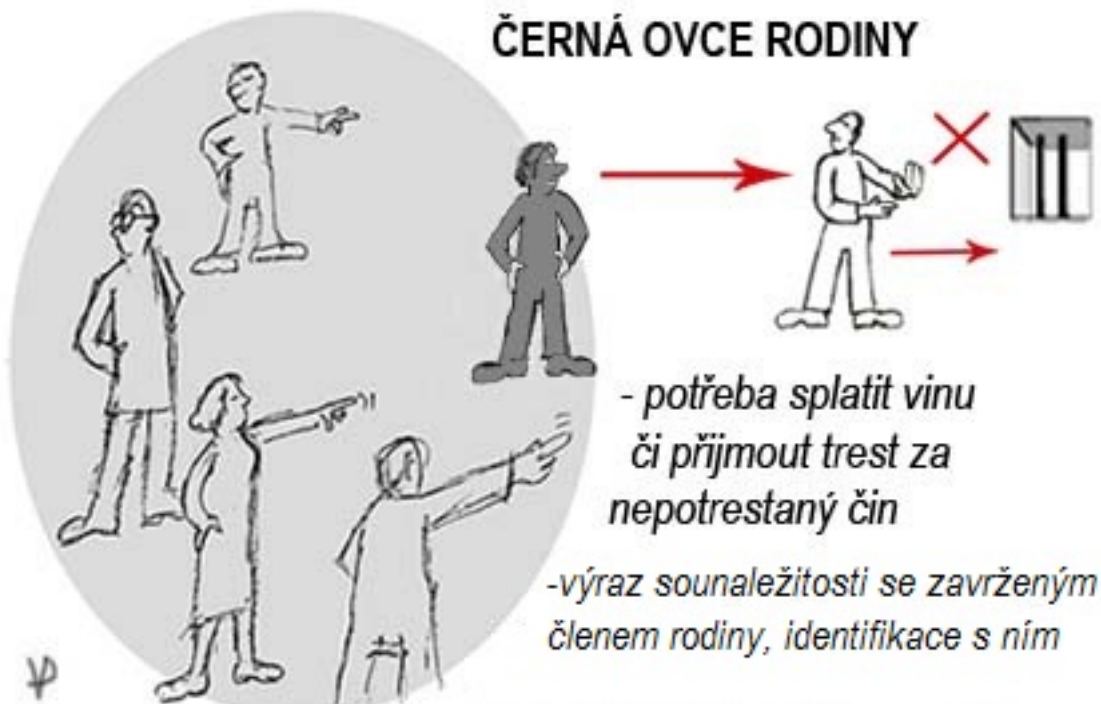 ČERNÁ OVCE RODINY
- potřeba splatit vinu
či přijmout trest za
nepotrestaný čin
-výraz sounaležitosti se zavrženým
členem rodiny, identifikace s ním